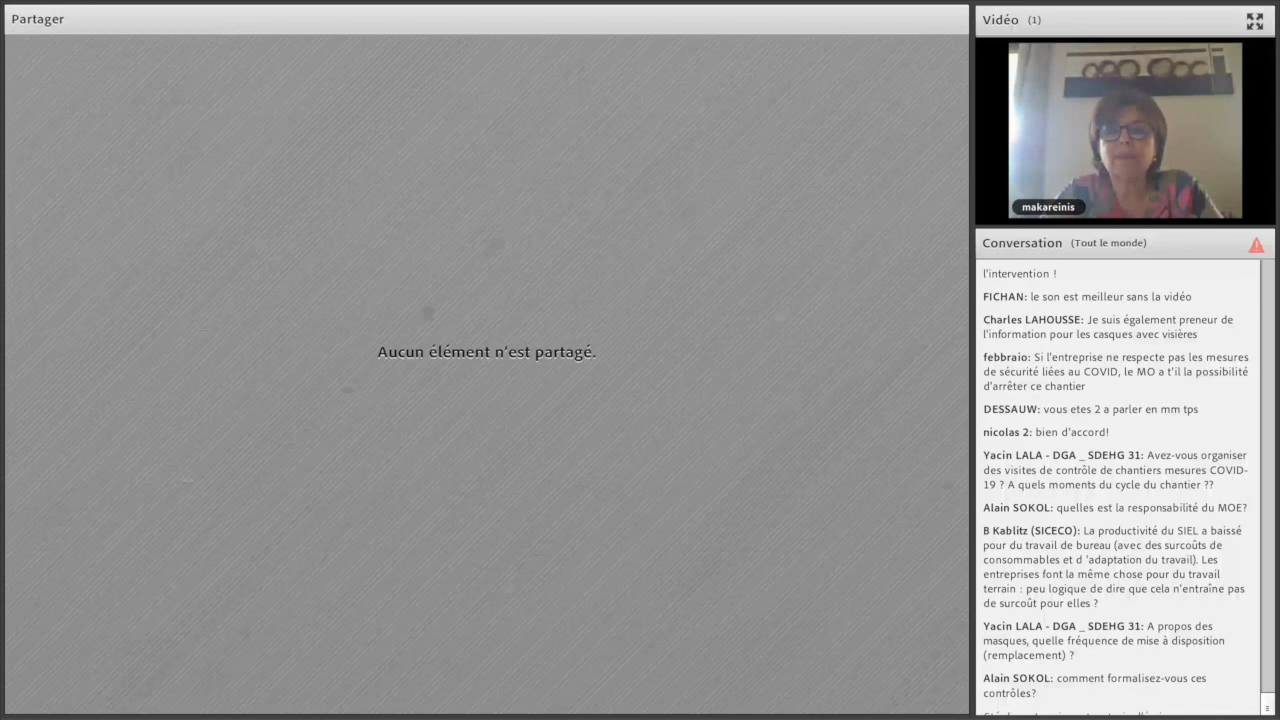 Partager
Aucun élément n'est partagé.
Vidéo (1)
makareinis
Conversation (Tout le monde)
l'intervention !
FICHAN: le son est meilleur sans la vidéo
Charles LAHOUSSE: Je suis également preneur de
l'information pour les casques avec visières
febbraio: Si l'entreprise ne respecte pas les mesures
de sécurité liées au COVID, le MO a t'il la possibilité
d'arrêter ce chantier
DESSAUW: vous etes 2 a parler en mm tps
nicolas 2: bien d'accord!
Yacin LALA - DGA _ SDEHG 31: Avez-vous organiser
des visites de contrôle de chantiers mesures COVID-
19 ? A quels moments du cycle du chantier ??
Alain SOKOL: quelles est la responsabilité du MOE?
B Kablitz (SICECO): La productivité du SIEL a baissé
pour du travail de bureau (avec des surcoûts de
consommables et d 'adaptation du travail). Les
entreprises font la même chose pour du travail
terrain : peu logique de dire que cela n'entraîne pas
de surcoût pour elles ?
Yacin LALA - DGA _ SDEHG 31: A propos des
masques, quelle fréquence de mise à disposition
(remplacement) ?
Alain SOKOL: comment formalisez-vous ces
contrôles?